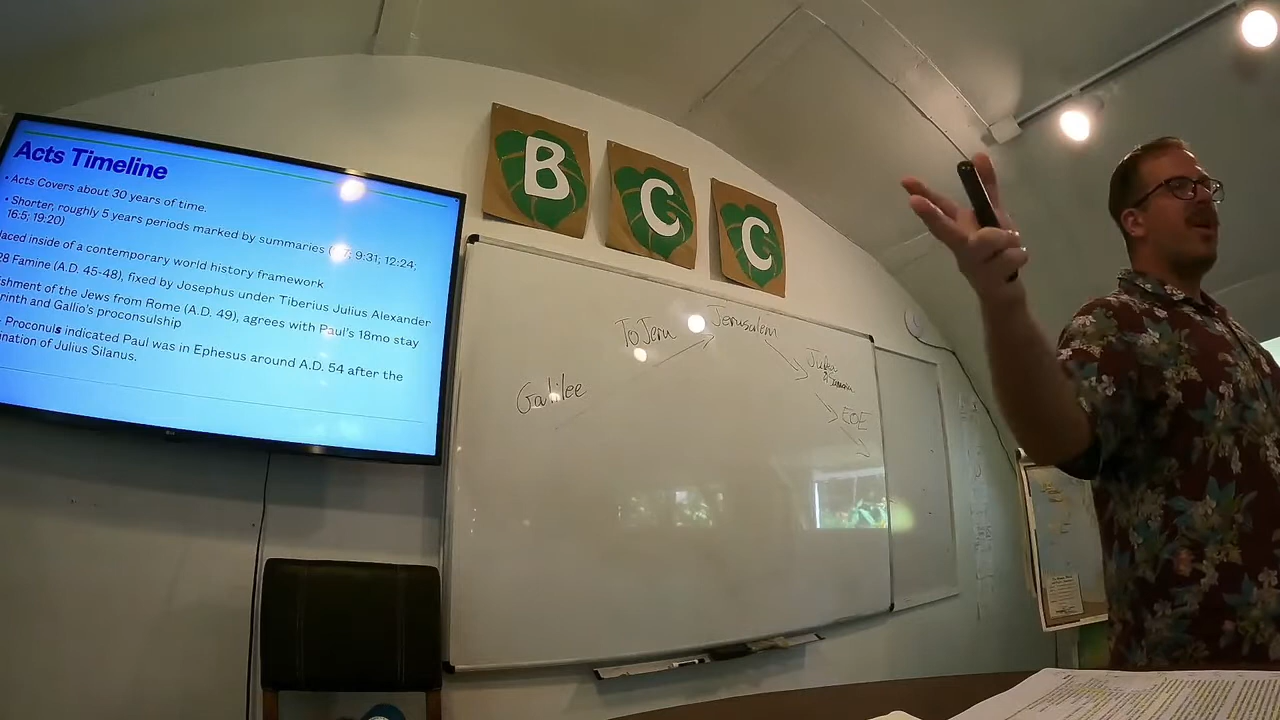 Acts Timeline
• Acts Covers about 30 years of time.
• Shorter, roughly 5 years periods marked by summaries ( 9:31; 12:24;
16:5; 19:20)
laced inside of a contemporary world history framework
28 Famine (A.D. 45-48), fixed by Josephus under Tiberius Julius Alexander
shment of the Jews from Rome (A.D. 49), agrees with Paul's 18mo stay
rinth and Gallio's proconsulship
- Proconuls indicated Paul was in Ephesus around A.D. 54 after the
ination of Julius Silanus.
B C C
To Jeru
Jerusalem
Galilee
EOE